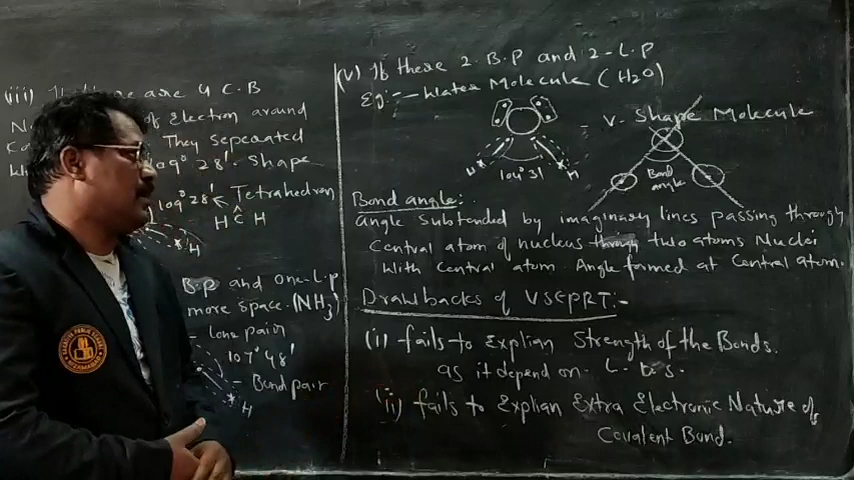 (iii) If there are 4 C.B
of Electron around
They seperated
109° 28'. Shape
109° 28' ← Tetrahedron
H C H
H
B.p and one-L.p
more Space.(NH3)
- lone pair
107° 48'
- Bond pair
H
(V) If there 2.B.P and 2-L.P
Eg:- Water Molecule (H2O)
- V- Shape Molecule
H 104° 31' H
Bond angle
Bond angle:-
angle Subtended by imaginary lines passing through
Central atom of nucleus through two atoms Nuclei
With Central atom. Angle formed at Central atom.
Drawbacks of VSEPRT:-
(i) fails to Explian Strength of the Bonds.
as it depend on L. b. s.
(ii) fails to Explian Extra Electronic Nature of
Covalent Bond.